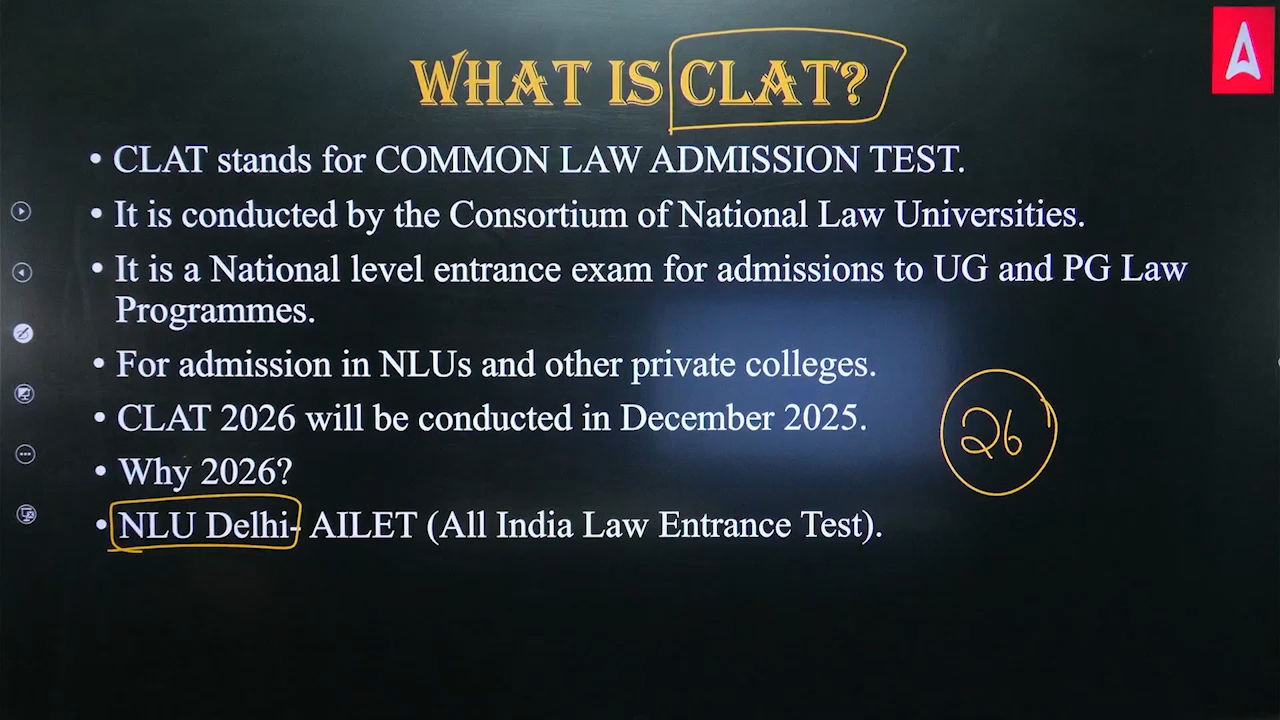 WHAT IS CLAT?
• CLAT stands for COMMON LAW ADMISSION TEST.
• It is conducted by the Consortium of National Law Universities.
• It is a National level entrance exam for admissions to UG and PG Law
Programmes.
• For admission in NLUs and other private colleges.
• CLAT 2026 will be conducted in December 2025.
26
• Why 2026?
• NLU Delhi- AILET (All India Law Entrance Test).